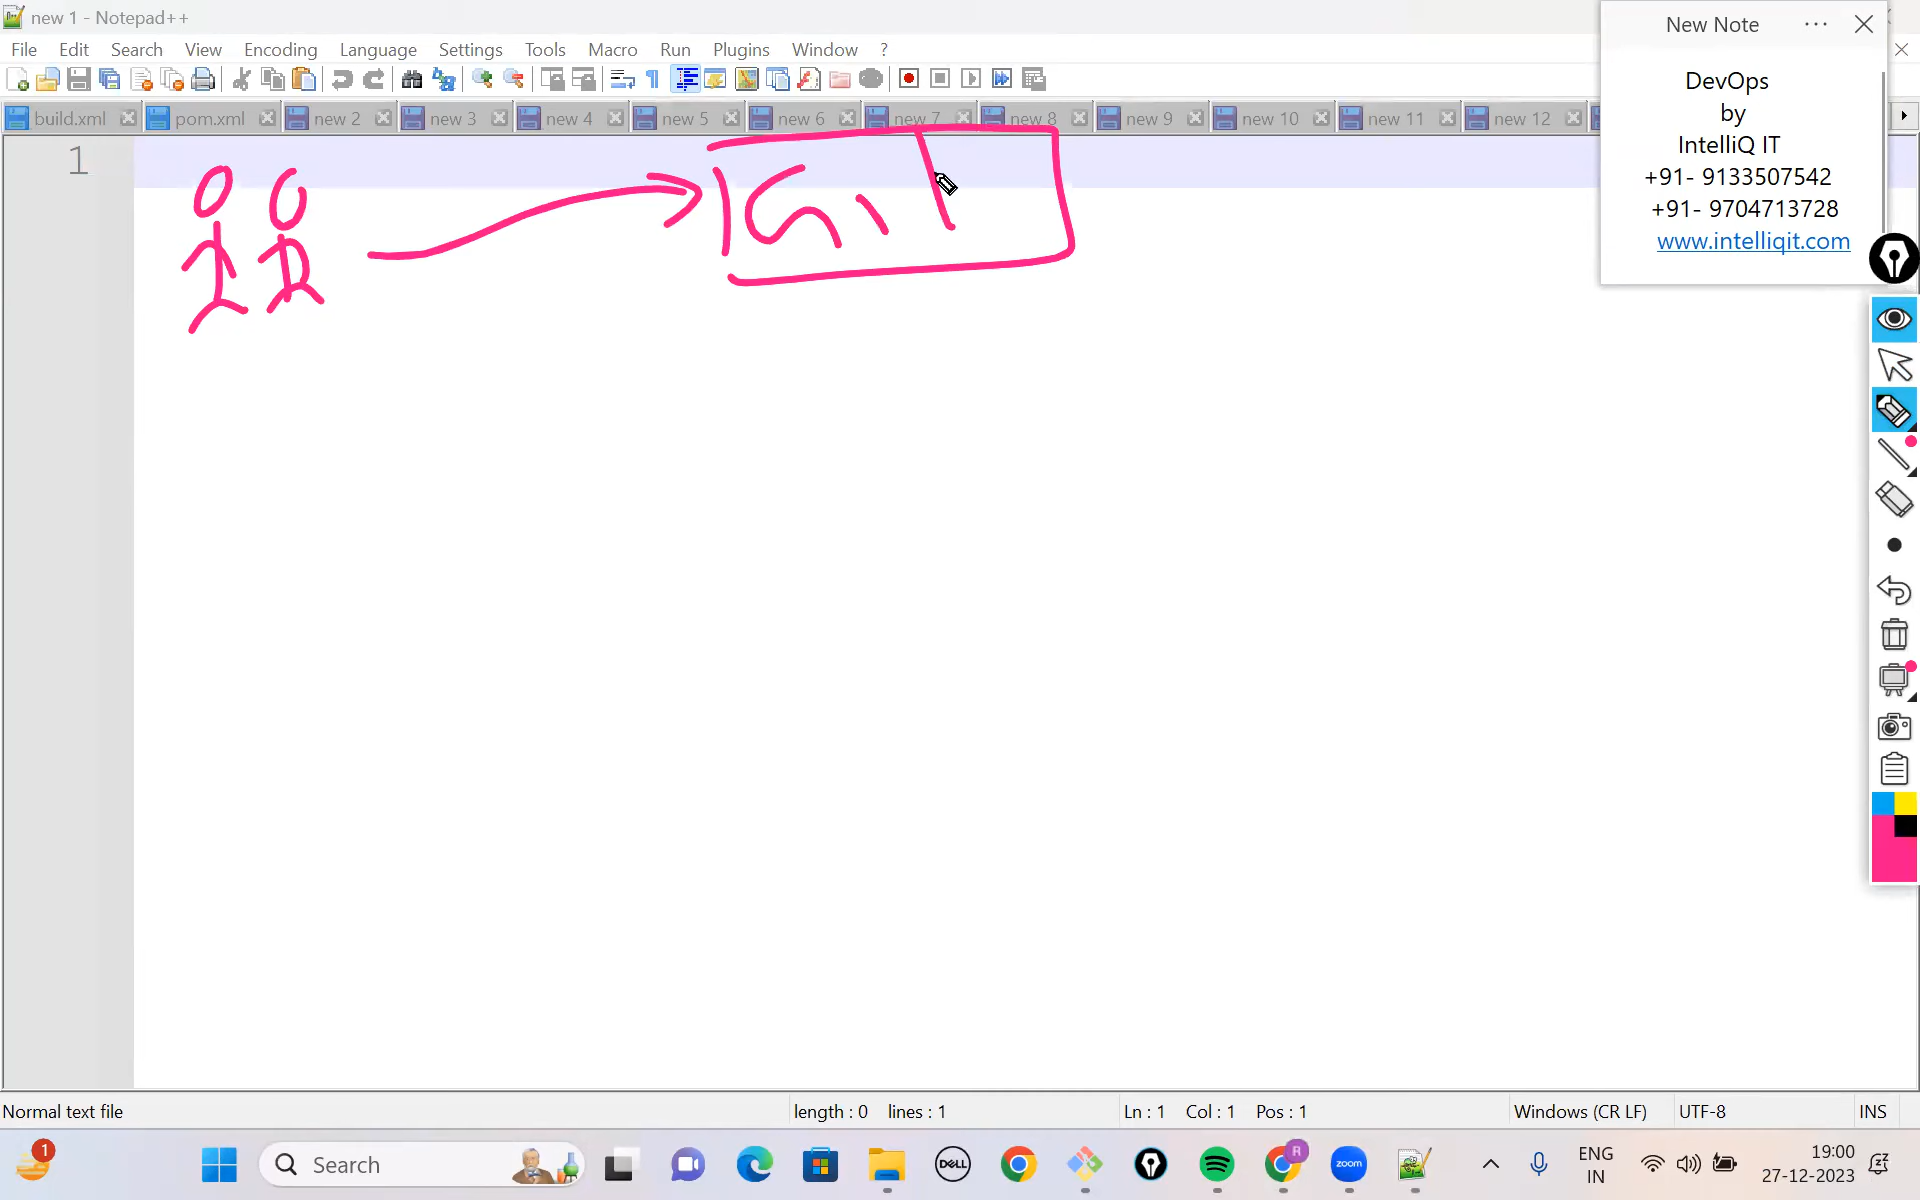 new 1 - Notepad++
File Edit Search View Encoding Language Settings Tools Macro Run Plugins Window ?
build.xml pom.xml new 2 new 3 new 4 new 5 new 6 new 7 new 8 new 9 new 10 new 11 new 12
1
Git
New Note
DevOps
by
IntelliQ IT
+91- 9133507542
+91- 9704713728
www.intelliqit.com
Normal text file length : 0 lines : 1 Ln : 1 Col : 1 Pos : 1 Windows (CR LF) UTF-8 INS
1 Search DELL R zoom ENG 19:00
IN 27-12-2023